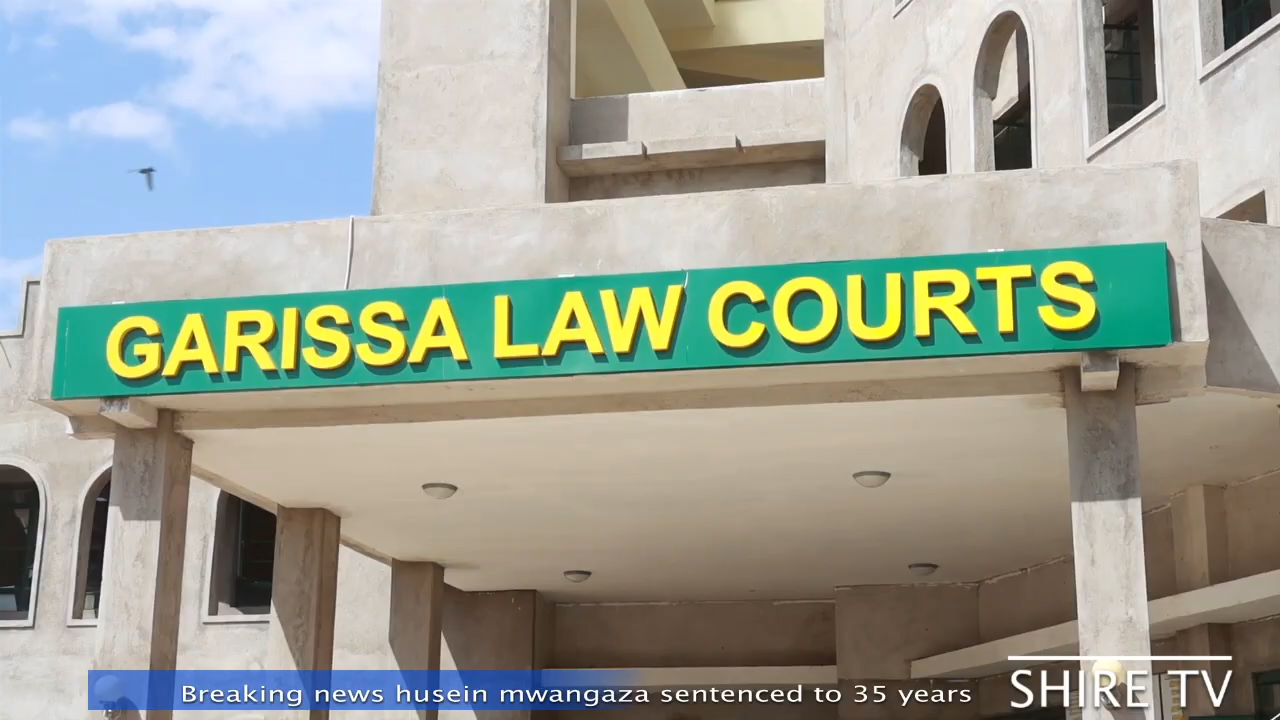 GARISSA LAW COURTS
Breaking news husein mwangaza sentenced to 35 years
SHIRE TV